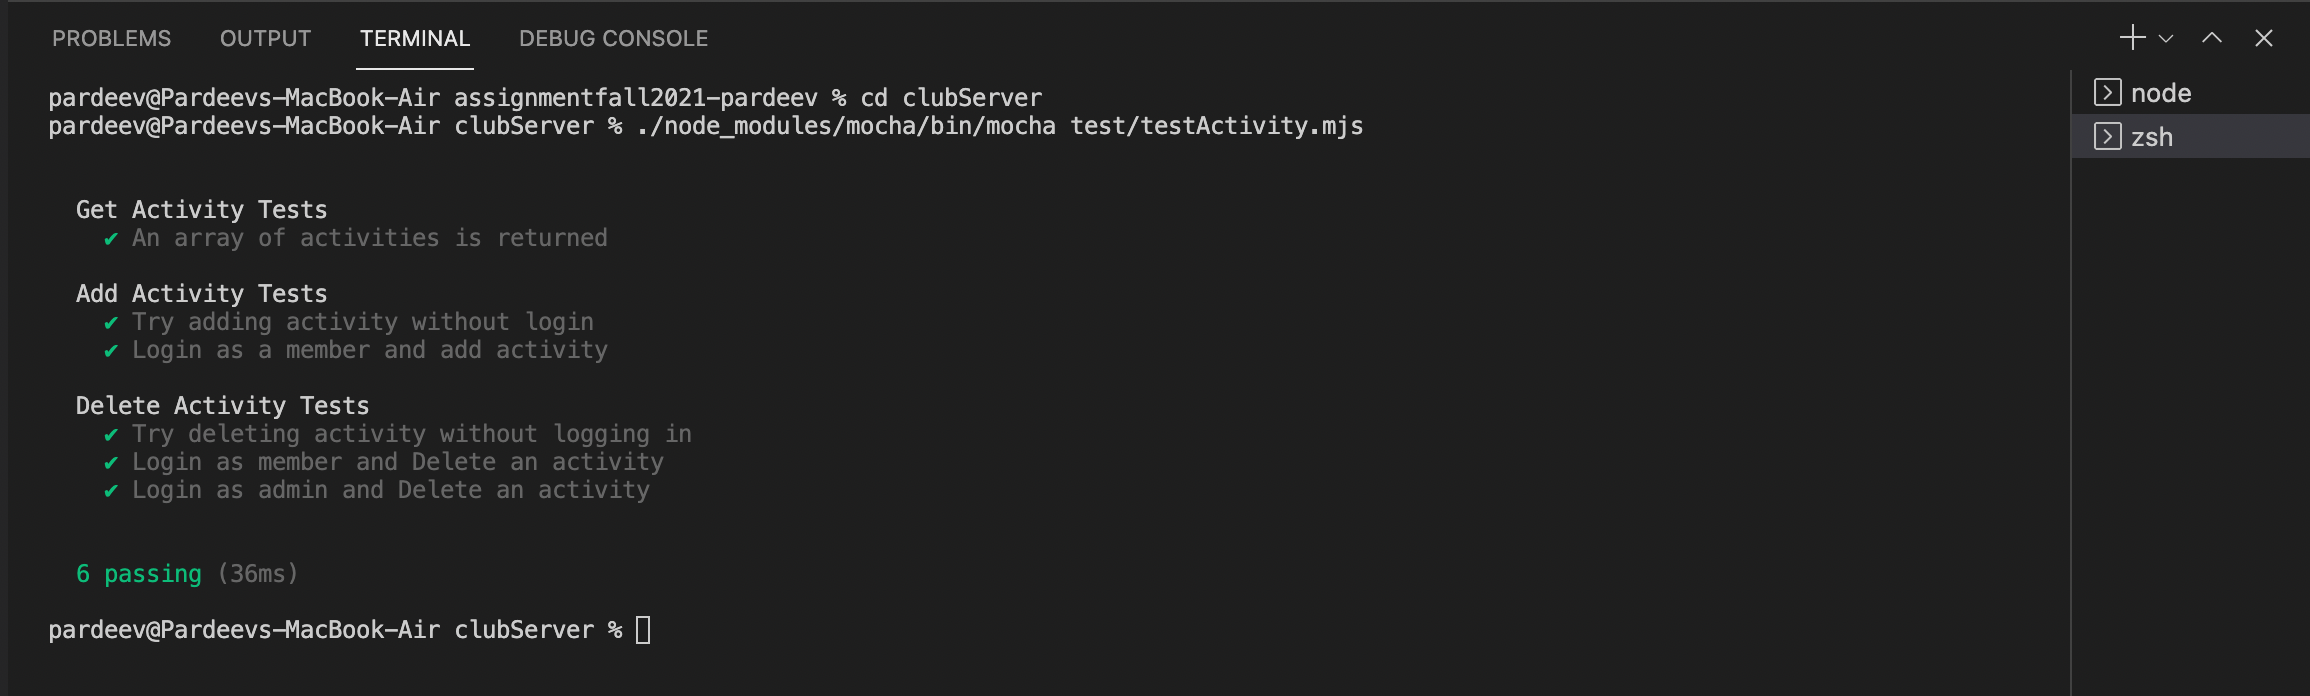 PROBLEMS OUTPUT TERMINAL DEBUG CONSOLE
pardeev@Pardeevs-MacBook-Air assignmentfall2021-pardeev % cd clubServer
pardeev@Pardeevs-MacBook-Air clubServer % ./node_modules/mocha/bin/mocha test/testActivity.mjs
Get Activity Tests
✔ An array of activities is returned
Add Activity Tests
✔ Try adding activity without login
✔ Login as a member and add activity
Delete Activity Tests
✔ Try deleting activity without logging in
✔ Login as member and Delete an activity
✔ Login as admin and Delete an activity
6 passing (36ms)
pardeev@Pardeevs-MacBook-Air clubServer %
node
zsh